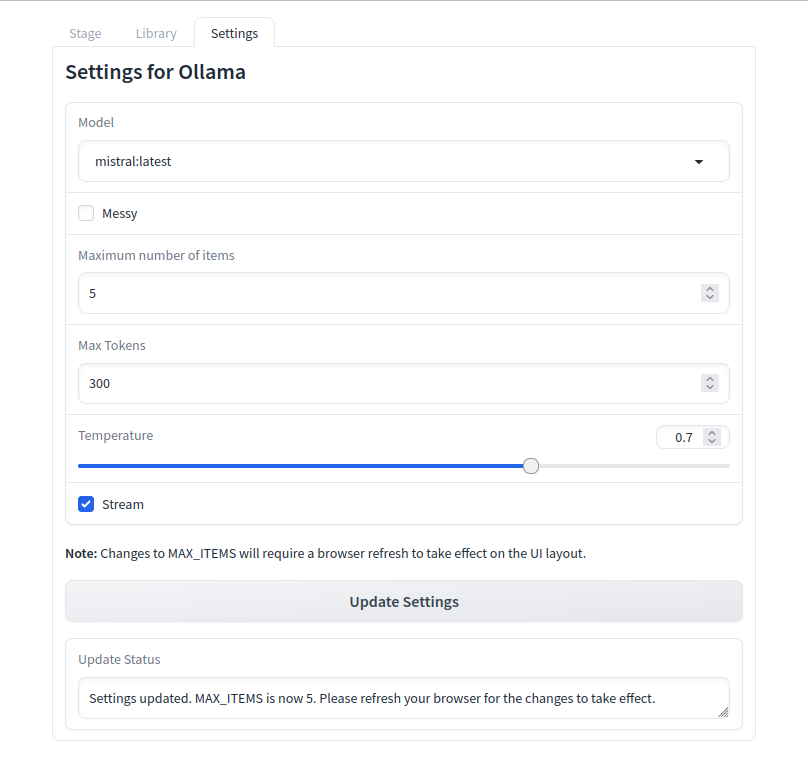 Stage
Library
Settings
Settings for Ollama
Model
mistral:latest
Messy
Maximum number of items
5
Max Tokens
300
Temperature
0.7
Stream
Note: Changes to MAX_ITEMS will require a browser refresh to take effect on the UI layout.
Update Settings
Update Status
Settings updated. MAX_ITEMS is now 5. Please refresh your browser for the changes to take effect.